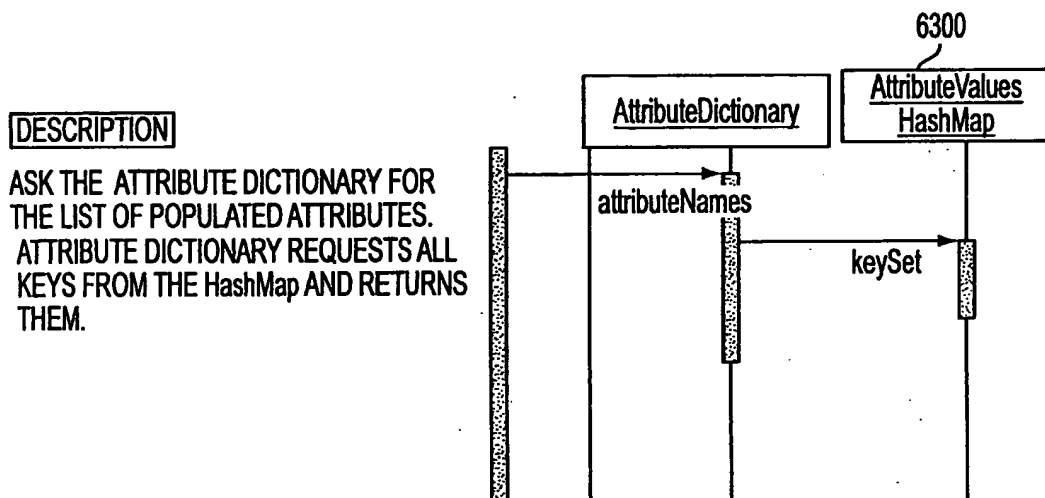 6300
AttributeDictionary
AttributeValues
HashMap
DESCRIPTION
ASK THE ATTRIBUTE DICTIONARY FOR
THE LIST OF POPULATED ATTRIBUTES.
ATTRIBUTE DICTIONARY REQUESTS ALL
KEYS FROM THE HashMap AND RETURNS
THEM.
attributeNames
keySet